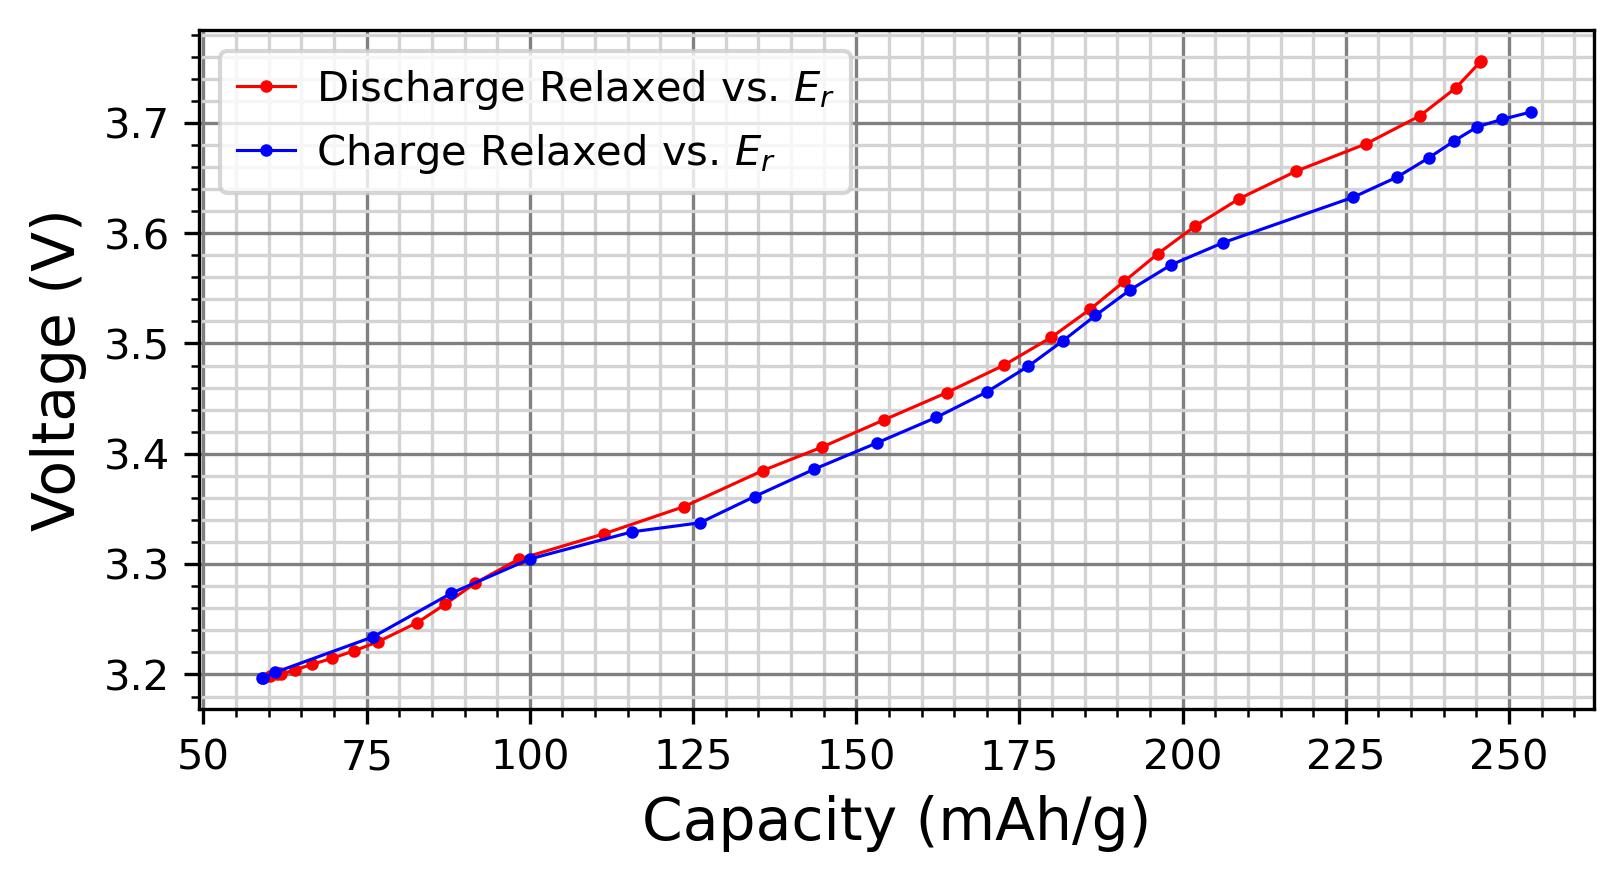 Discharge Relaxed vs. E_r
Charge Relaxed vs. E_r
3.7
3.6
3.5
3.4
3.3
3.2
Voltage (V)
50 75 100 125 150 175 200 225 250
Capacity (mAh/g)